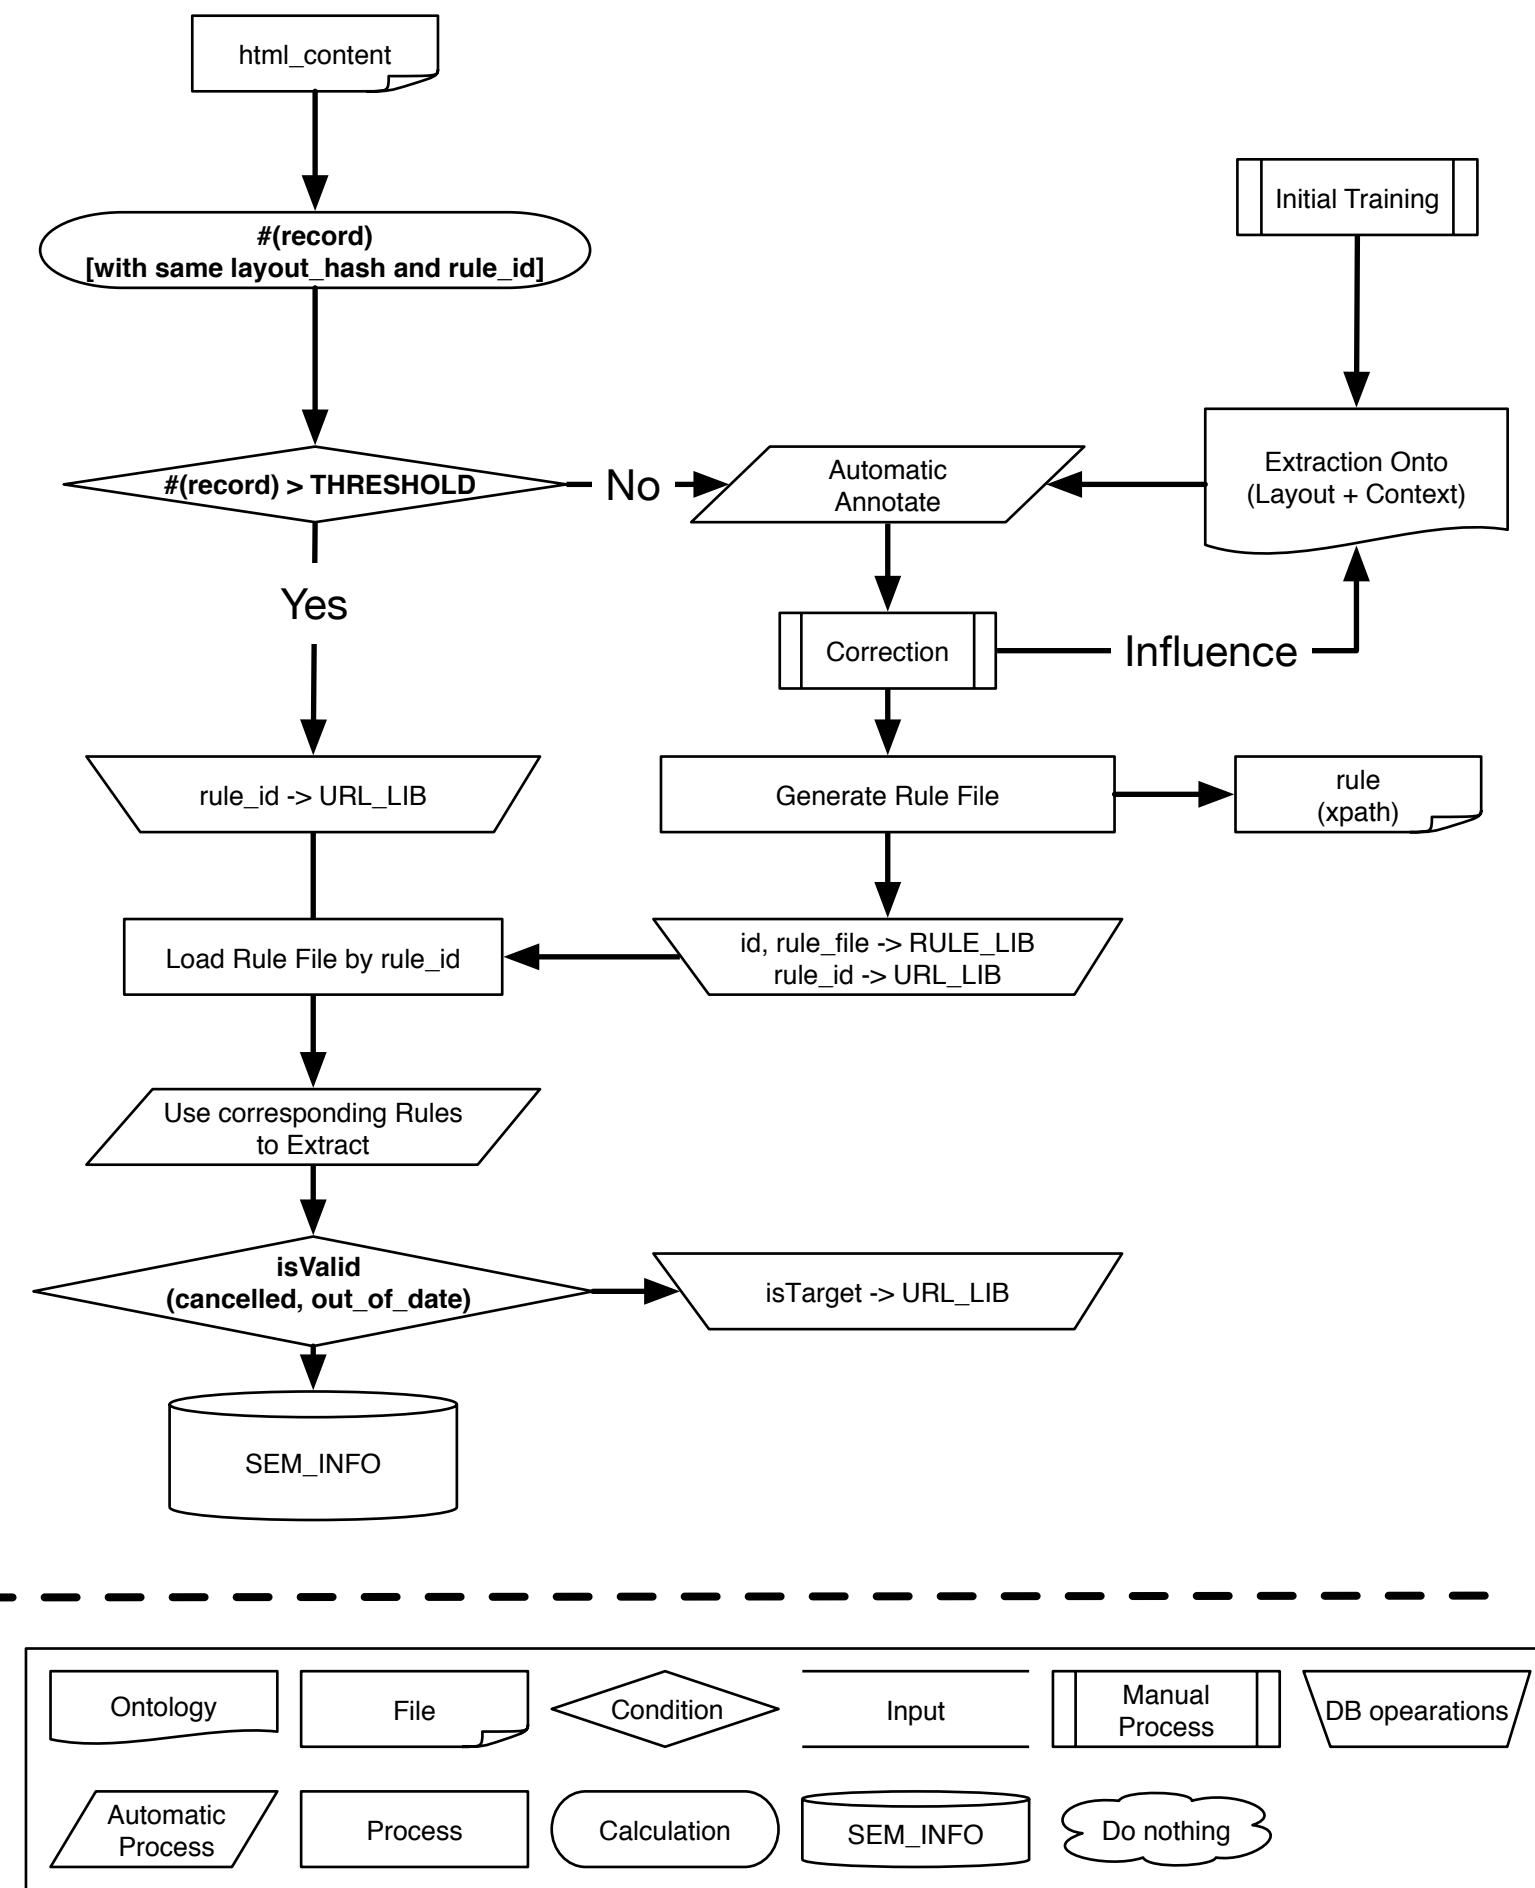 html_content
Initial Training
#(record)
[with same layout_hash and rule_id]
#(record) > THRESHOLD
No
Automatic
Annotate
Extraction Onto
(Layout + Context)
Yes
Correction
Influence
rule_id -> URL_LIB
Generate Rule File
rule
(xpath)
Load Rule File by rule_id
id, rule_file -> RULE_LIB
rule_id -> URL_LIB
Use corresponding Rules
to Extract
isValid
(cancelled, out_of_date)
isTarget -> URL_LIB
SEM_INFO
Ontology
File
Condition
Input
Manual
Process
DB opearations
Automatic
Process
Process
Calculation
SEM_INFO
Do nothing